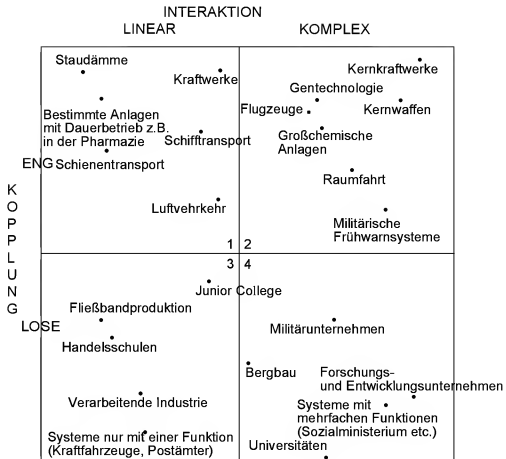 INTERAKTION
LINEAR
KOMPLEX
Staudämme
Kraftwerke
Bestimmte Anlagen
mit Dauerbetrieb z.B.
in der Pharmazie
Schifftransport
ENG
Schienentransport
Luftvehrkehr
1
Kernkraftwerke
Gentechnologie
Flugzeuge
Kernwaffen
Großchemische
Anlagen
Raumfahrt
Militärische
Frühwarnsysteme
2
KOPPLUNG
3
Junior College
Fließbandproduktion
LOSE
Handelsschulen
Verarbeitende Industrie
Systeme nur mit einer Funktion
(Kraftfahrzeuge, Postämter)
4
Militärunternehmen
Bergbau
Forschungs-
und Entwicklungsunternehmen
Systeme mit
mehrfachen Funktionen
(Sozialministerium etc.)
Universitäten